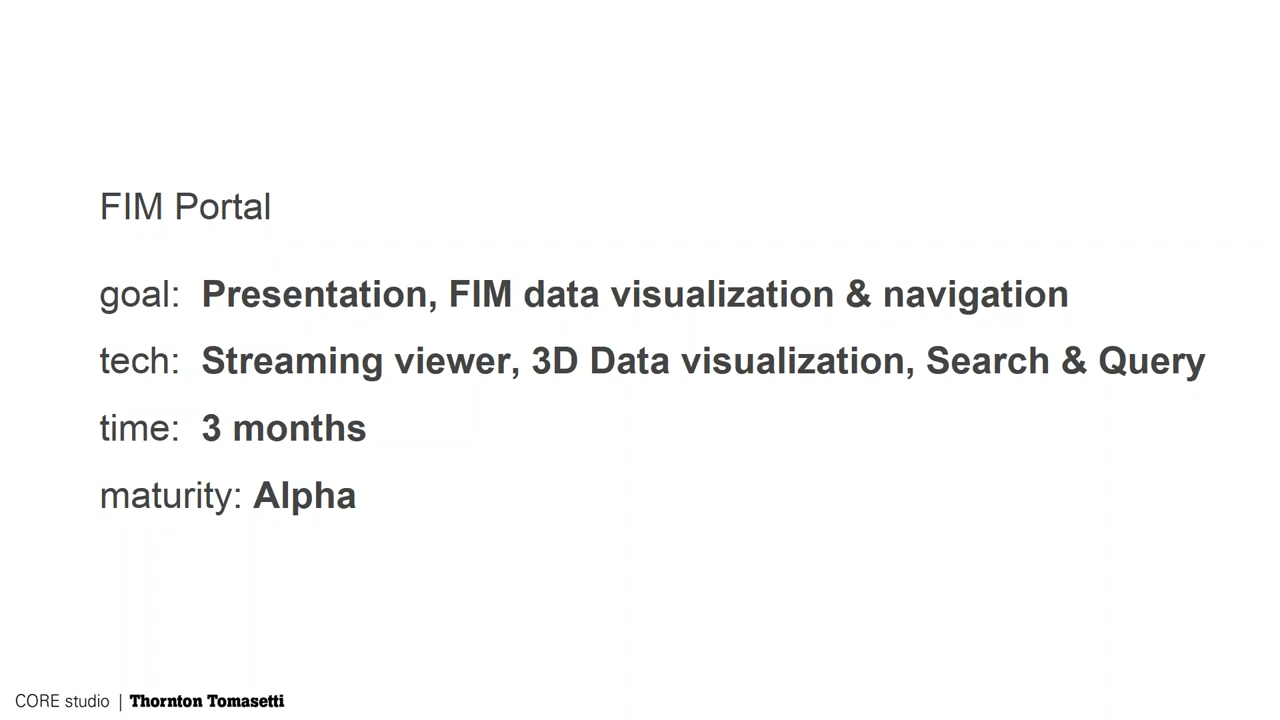 FIM Portal
goal: Presentation, FIM data visualization & navigation
tech: Streaming viewer, 3D Data visualization, Search & Query
time: 3 months
maturity: Alpha
CORE studio | Thornton Tomasetti